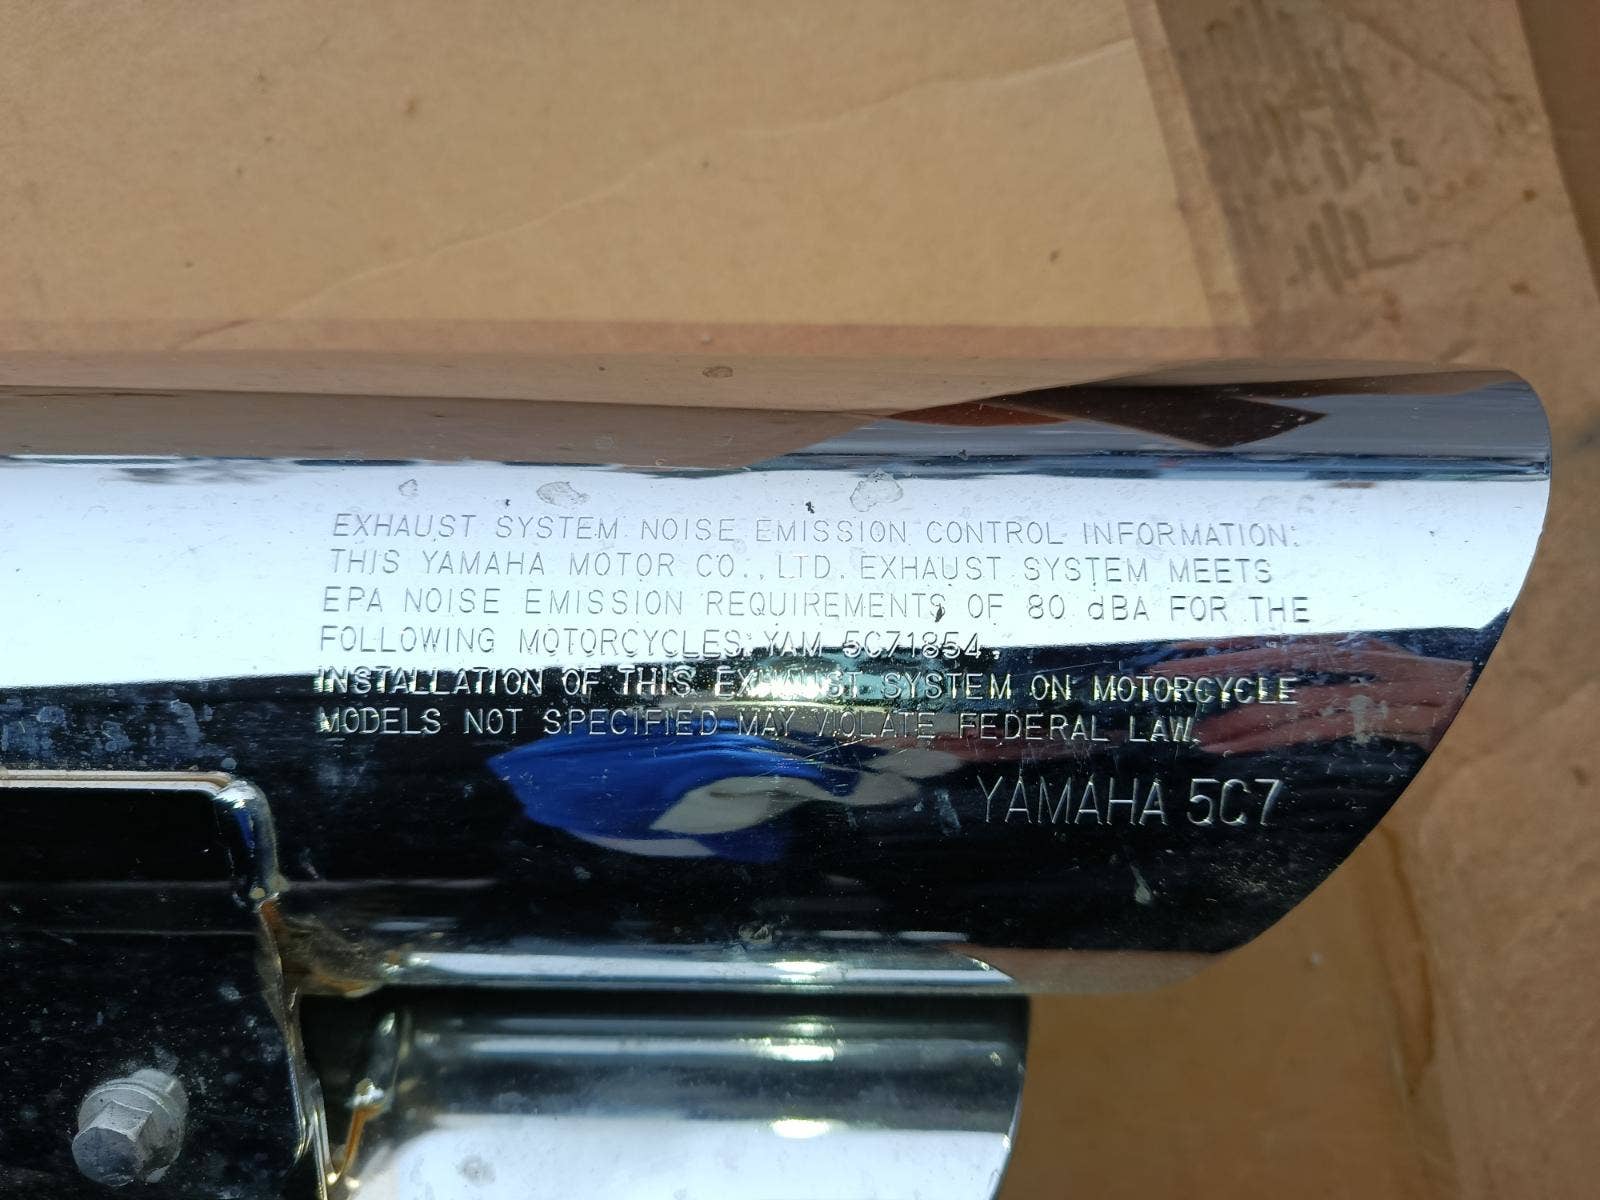 EXHAUST SYSTEM NOISE EMISSION CONTROL INFORMATION:
THIS YAMAHA MOTOR CO., LTD. EXHAUST SYSTEM MEETS
EPA NOISE EMISSION REQUIREMENTS OF 80 dBA FOR THE
FOLLOWING MOTORCYCLES: YAM 5C71854.
INSTALLATION OF THIS EXHAUST SYSTEM ON MOTORCYCLE
MODELS NOT SPECIFIED MAY VIOLATE FEDERAL LAW.
YAMAHA 5C7